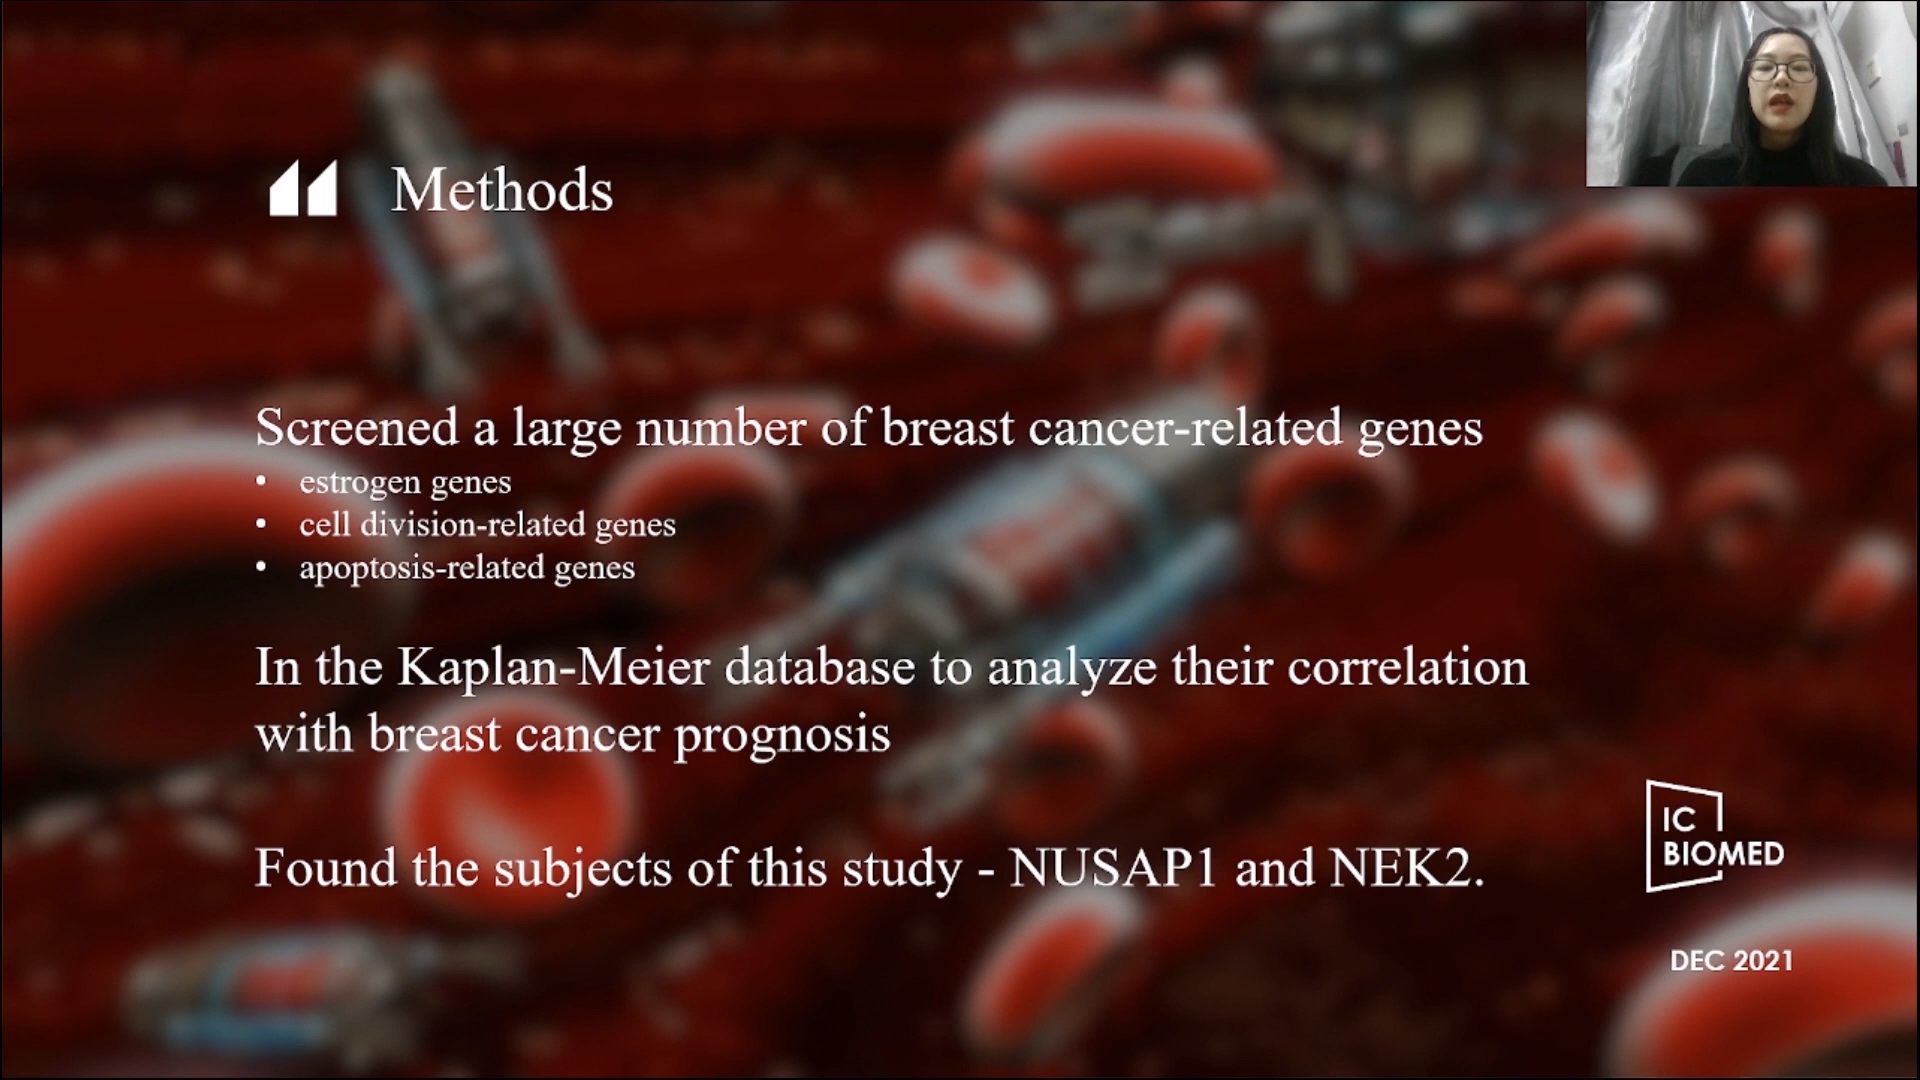 Methods
Screened a large number of breast cancer-related genes
• estrogen genes
• cell division-related genes
• apoptosis-related genes
In the Kaplan-Meier database to analyze their correlation
with breast cancer prognosis
Found the subjects of this study - NUSAP1 and NEK2.
IC
BIOMED
DEC 2021